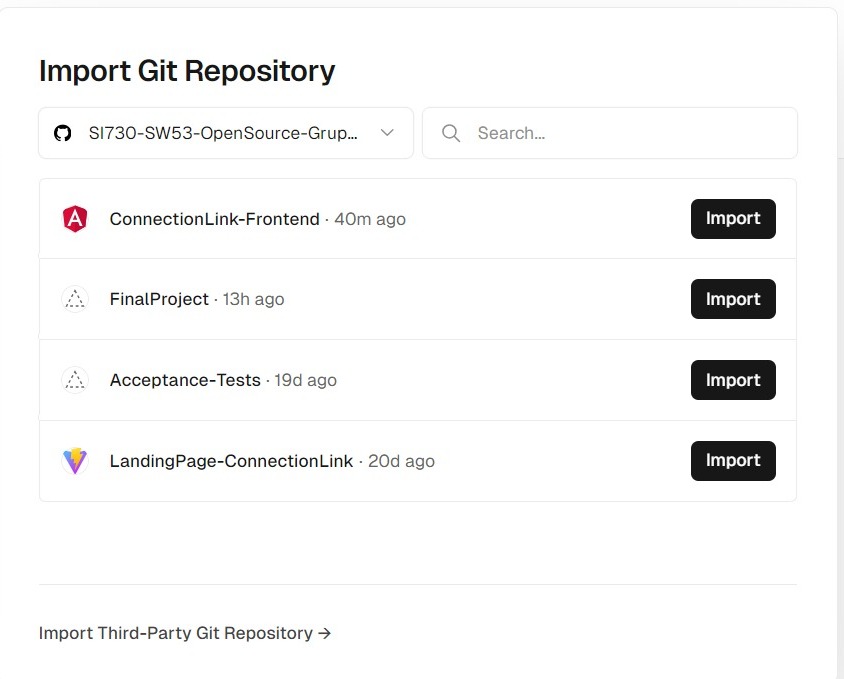 Import Git Repository
SI730-SW53-OpenSource-Grup...
Search...
ConnectionLink-Frontend · 40m ago
Import
FinalProject · 13h ago
Import
Acceptance-Tests · 19d ago
Import
LandingPage-ConnectionLink · 20d ago
Import
Import Third-Party Git Repository →